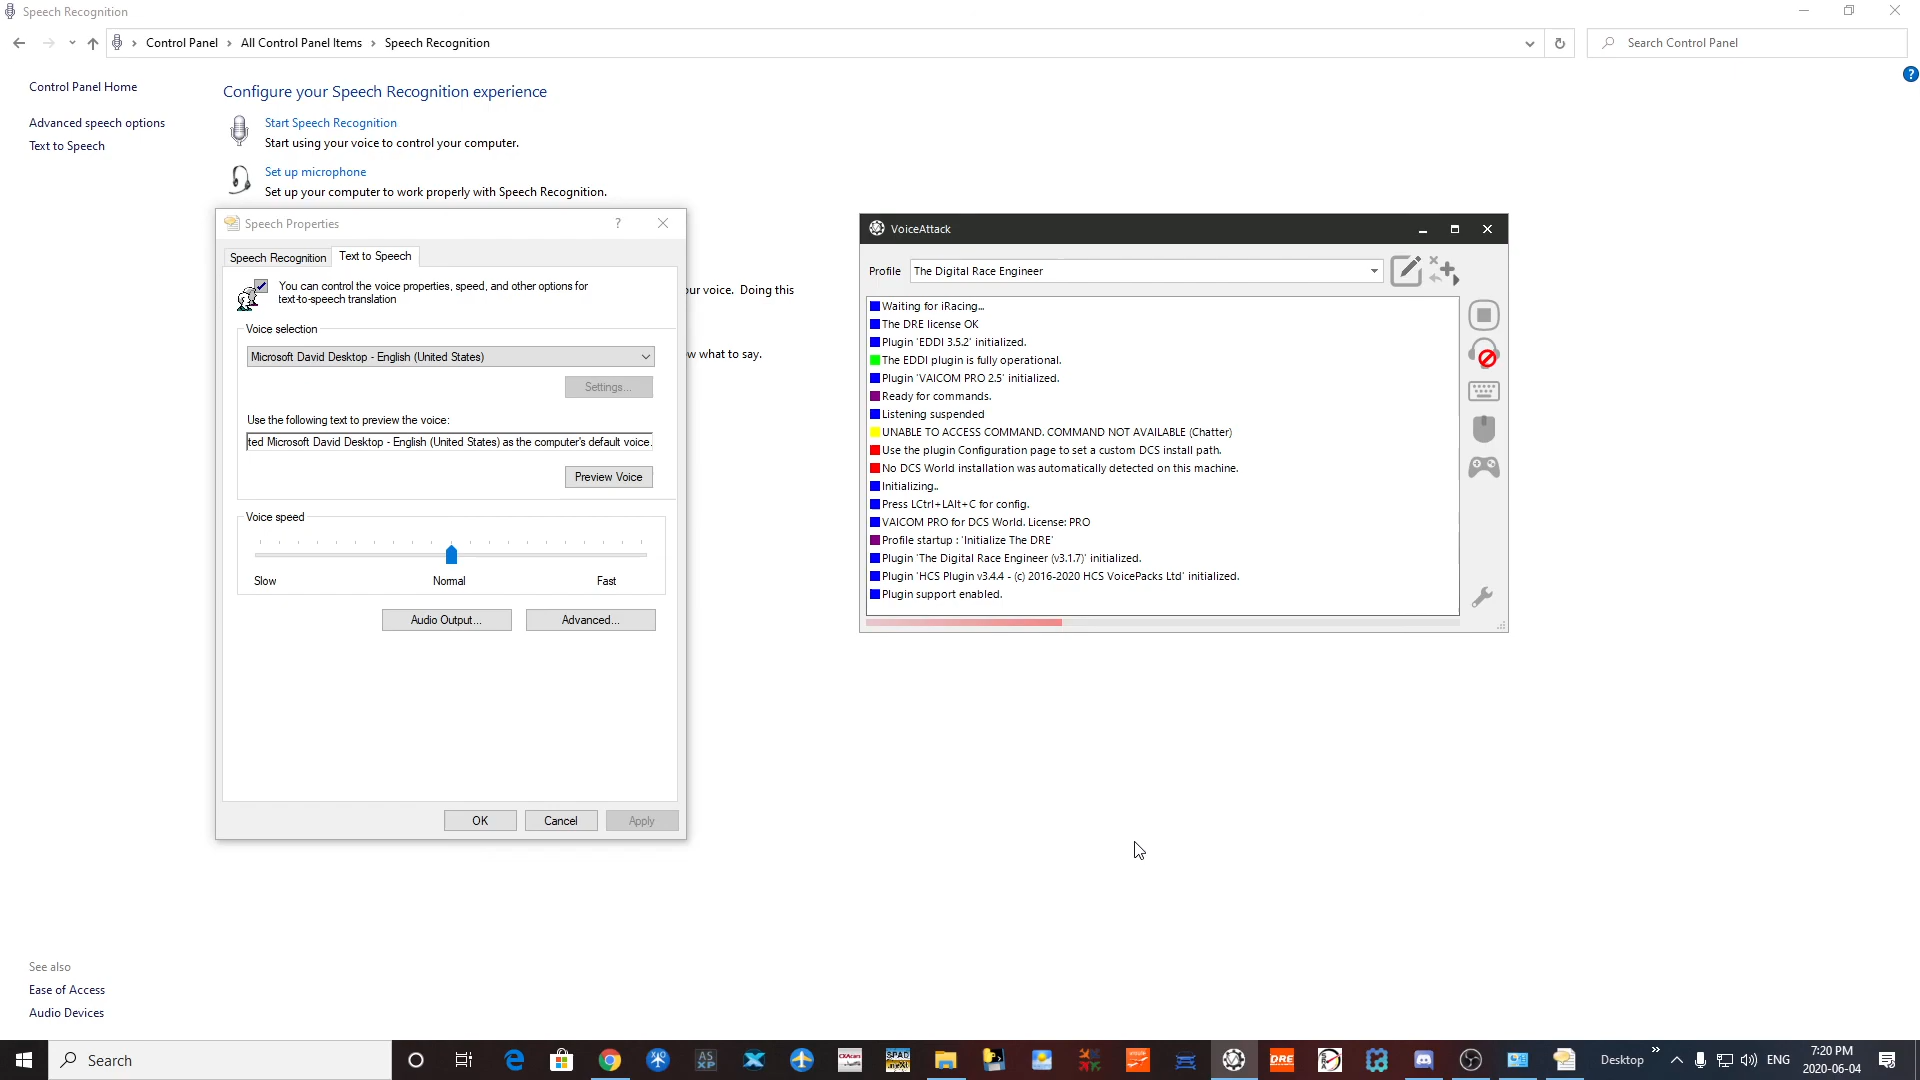 Speech Recognition
Control Panel › All Control Panel Items › Speech Recognition
Search Control Panel
Control Panel Home
Advanced speech options
Text to Speech
Configure your Speech Recognition experience
Start Speech Recognition
Start using your voice to control your computer.
Set up microphone
Set up your computer to work properly with Speech Recognition.
our voice.  Doing this
w what to say.
Speech Properties
Speech Recognition
Text to Speech
You can control the voice properties, speed, and other options for
text-to-speech translation
Voice selection
Microsoft David Desktop - English (United States)
Settings...
Use the following text to preview the voice:
ted Microsoft David Desktop - English (United States) as the computer's default voice.
Preview Voice
Voice speed
Slow
Normal
Fast
Audio Output...
Advanced...
OK
Cancel
Apply
VoiceAttack
Profile
The Digital Race Engineer
Waiting for iRacing...
The DRE license OK
Plugin 'EDDI 3.5.2' initialized.
The EDDI plugin is fully operational.
Plugin 'VAICOM PRO 2.5' initialized.
Ready for commands.
Listening suspended
UNABLE TO ACCESS COMMAND. COMMAND NOT AVAILABLE (Chatter)
Use the plugin Configuration page to set a custom DCS install path.
No DCS World installation was automatically detected on this machine.
Initializing..
Press LCtrl+LAlt+C for config.
VAICOM PRO for DCS World. License: PRO
Profile startup : 'Initialize The DRE'
Plugin 'The Digital Race Engineer (v3.1.7)' initialized.
Plugin 'HCS Plugin v3.4.4 - (c) 2016-2020 HCS VoicePacks Ltd' initialized.
Plugin support enabled.
See also
Ease of Access
Audio Devices
Search
AS
XP
SPAD
DRE
Desktop
ENG
7:20 PM
2020-06-04